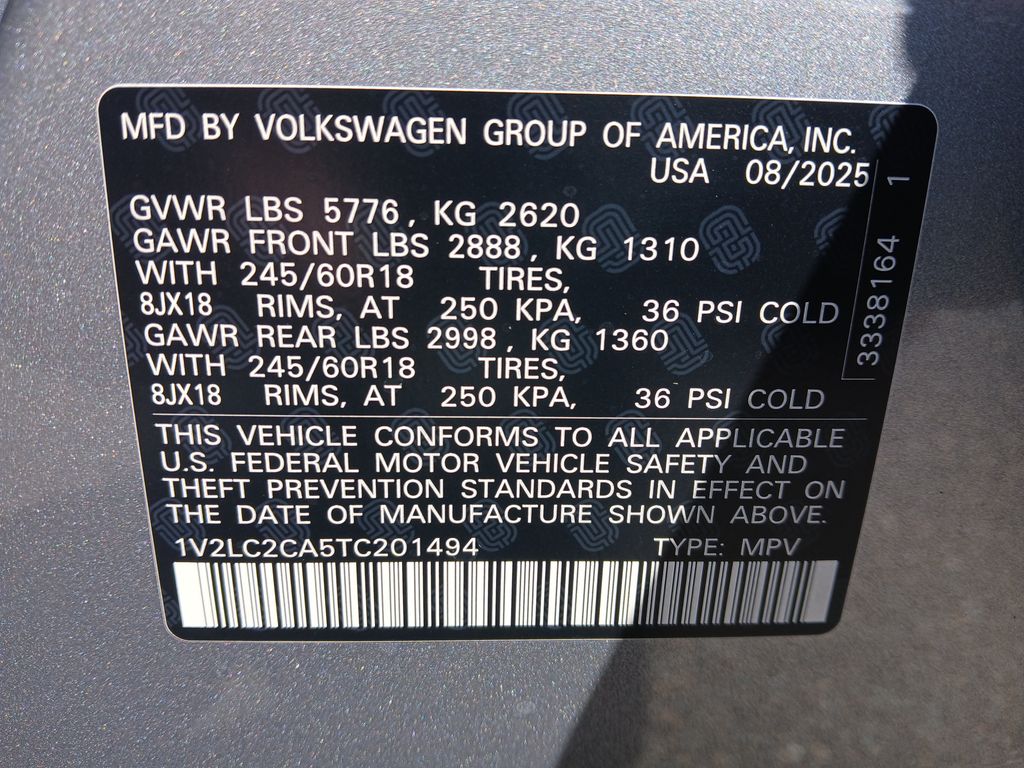 MFD BY VOLKSWAGEN GROUP OF AMERICA, INC.
USA 08/2025
GVWR LBS 5776, KG 2620
GAWR FRONT LBS 2888, KG 1310
WITH 245/60R18 TIRES,
8JX18 RIMS, AT 250 KPA, 36 PSI COLD
GAWR REAR LBS 2998, KG 1360
WITH 245/60R18 TIRES,
8JX18 RIMS, AT 250 KPA, 36 PSI COLD
THIS VEHICLE CONFORMS TO ALL APPLICABLE
U.S. FEDERAL MOTOR VEHICLE SAFETY AND
THEFT PREVENTION STANDARDS IN EFFECT ON
THE DATE OF MANUFACTURE SHOWN ABOVE.
1V2LC2CA5TC201494 TYPE: MPV
3338164 1